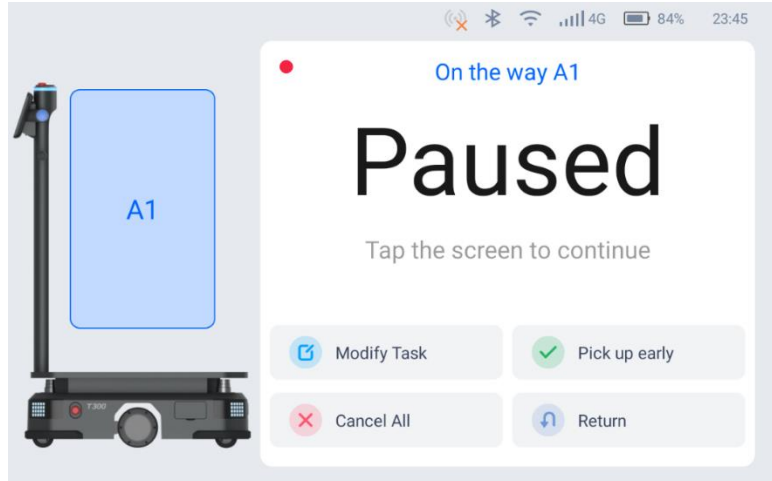 4G 84% 23:45
On the way A1
Paused
Tap the screen to continue
A1
Modify Task
Pick up early
Cancel All
Return
T300